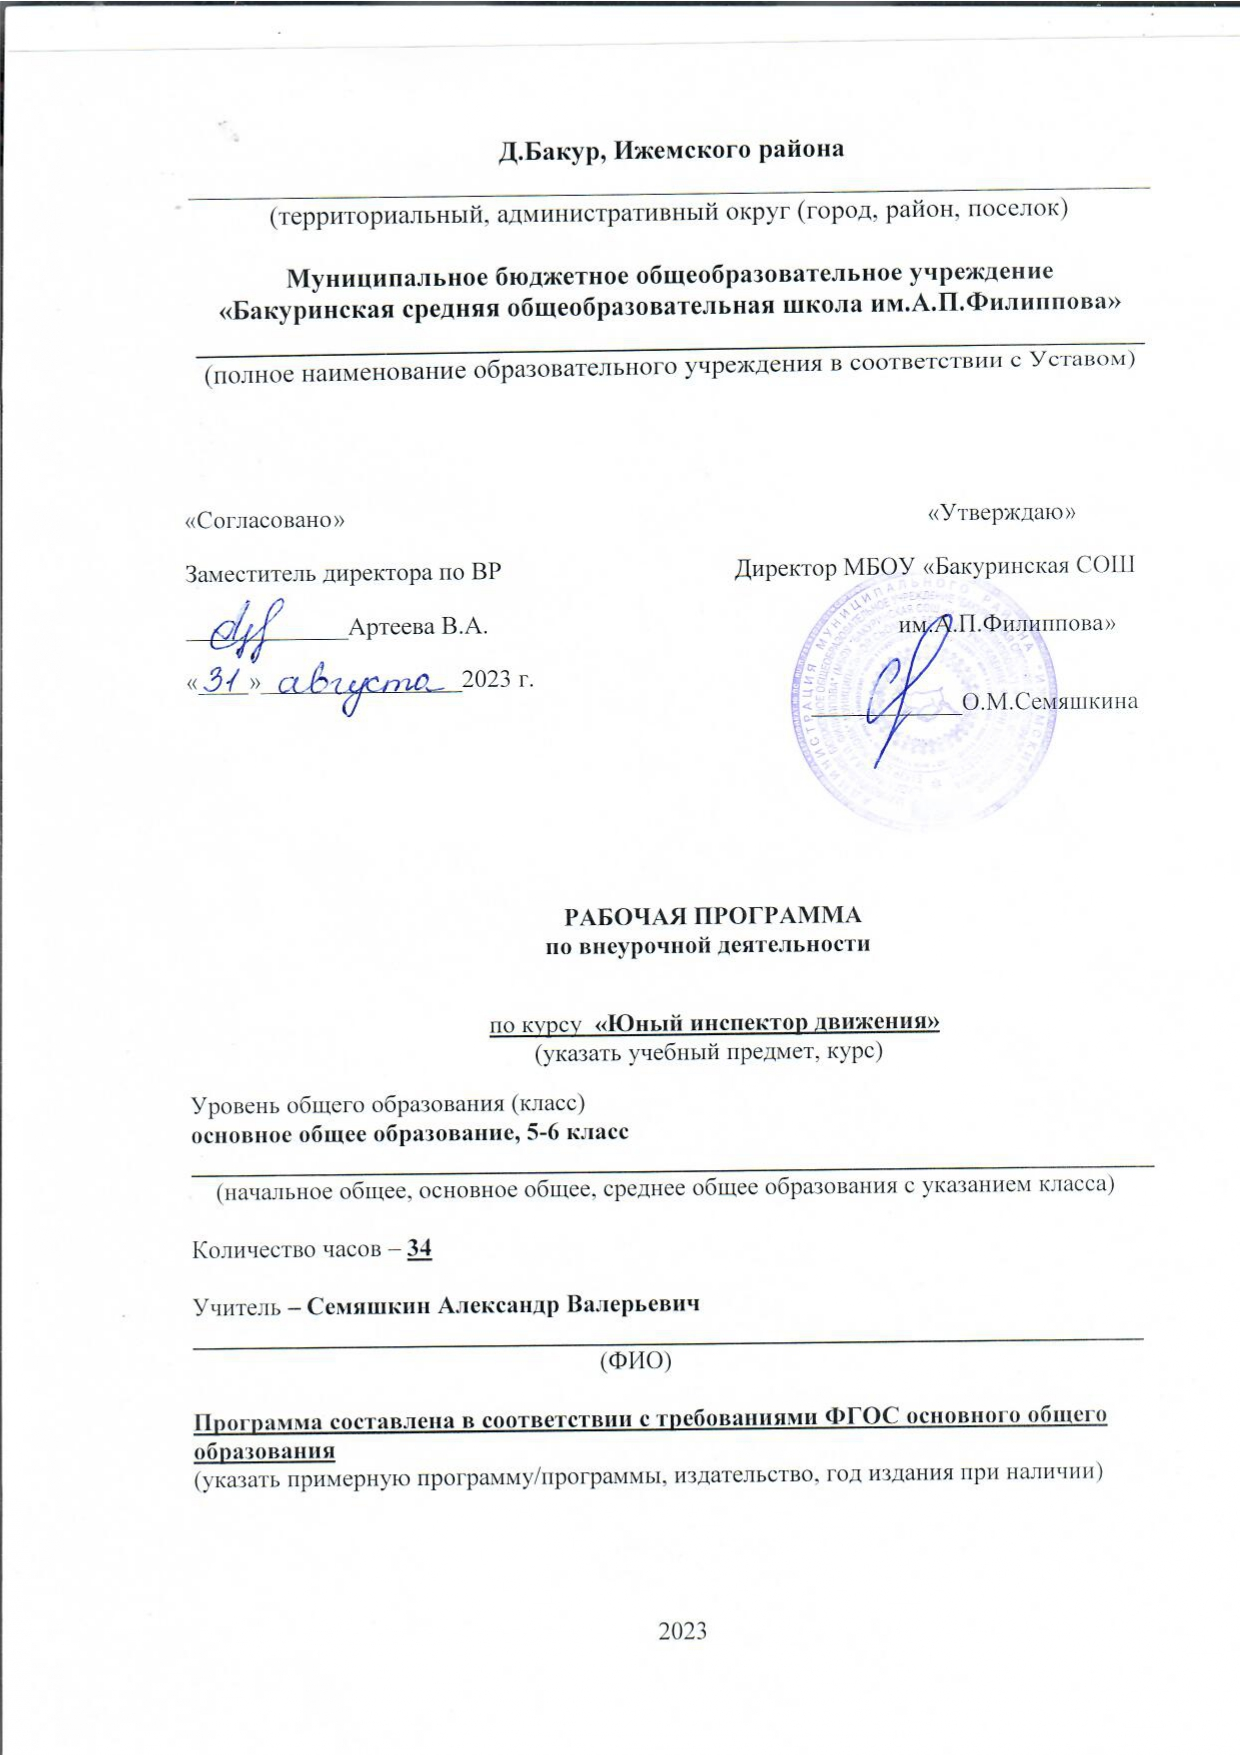 Д.Бакур, Ижемского района
(территориальный, административный округ (город, район, поселок)
Муниципальное бюджетное общеобразовательное учреждение
«Бакуринская средняя общеобразовательная школа им.А.П.Филиппова»
(полное наименование образовательного учреждения в соответствии с Уставом)
«Согласовано»
Заместитель директора по ВР
Артеева В.А.
«31» августа 2023 г.
«Утверждаю»
Директор МБОУ «Бакуринская СОШ
им.А.П.Филиппова»
О.М.Семяшкина
АДМИНИСТРАЦИЯ МУНИЦИПАЛЬНОГО РАЙОНА
РАБОЧАЯ ПРОГРАММА
по внеурочной деятельности
по курсу «Юный инспектор движения»
(указать учебный предмет, курс)
Уровень общего образования (класс)
основное общее образование, 5-6 класс
(начальное общее, основное общее, среднее общее образования с указанием класса)
Количество часов – 34
Учитель – Семяшкин Александр Валерьевич
(ФИО)
Программа составлена в соответствии с требованиями ФГОС основного общего
образования
(указать примерную программу/программы, издательство, год издания при наличии)
2023